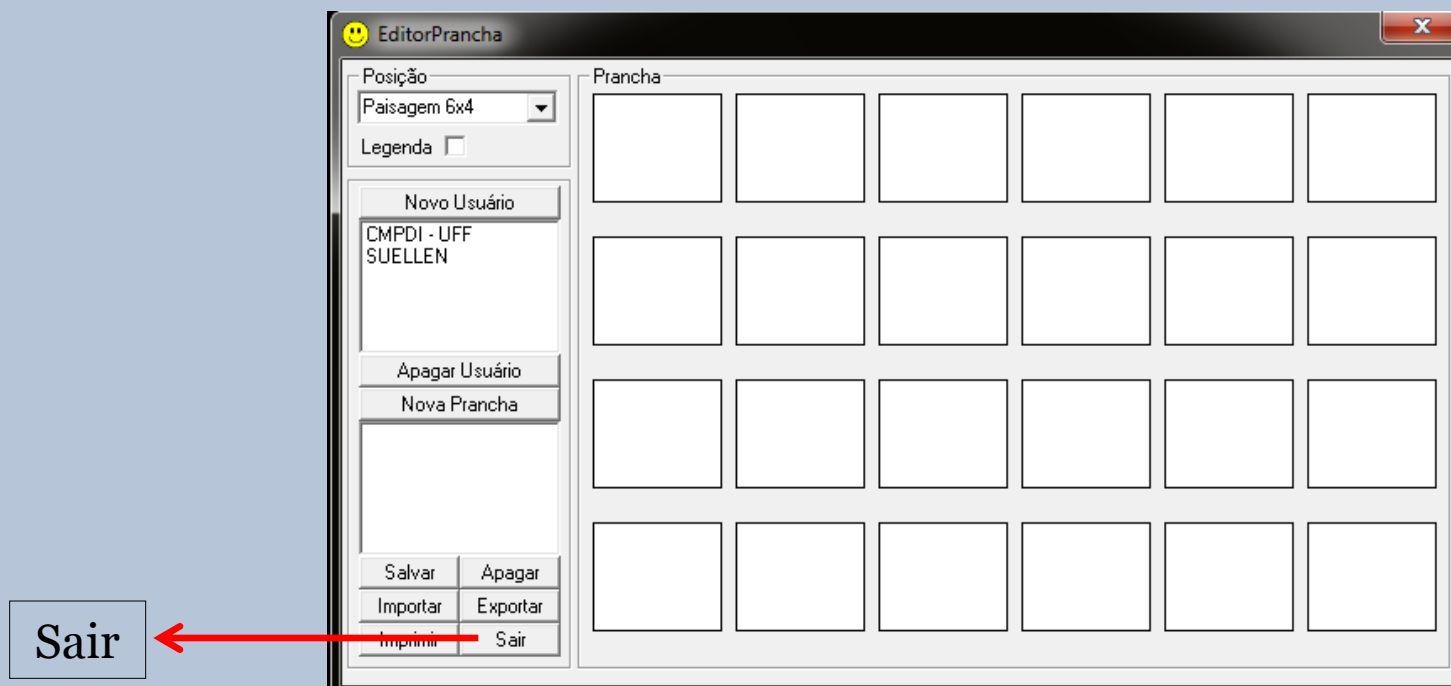 EditorPrancha
Posição
Paisagem 6x4
Legenda
Novo Usuário
CMPDI - UFF
SUELLEN
Apagar Usuário
Nova Prancha
Salvar Apagar
Importar Exportar
Imprimir Sair
Prancha
Sair